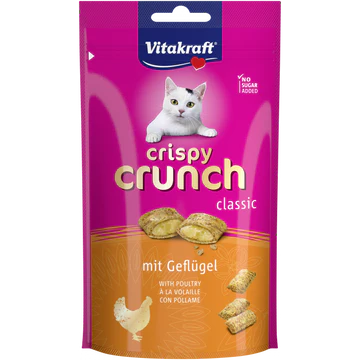 Vitakraft®
NO
SUGAR
ADDED
crispy
crunch
classic
mit Geflügel
WITH POULTRY
À LA VOLAILLE
CON POLLAME